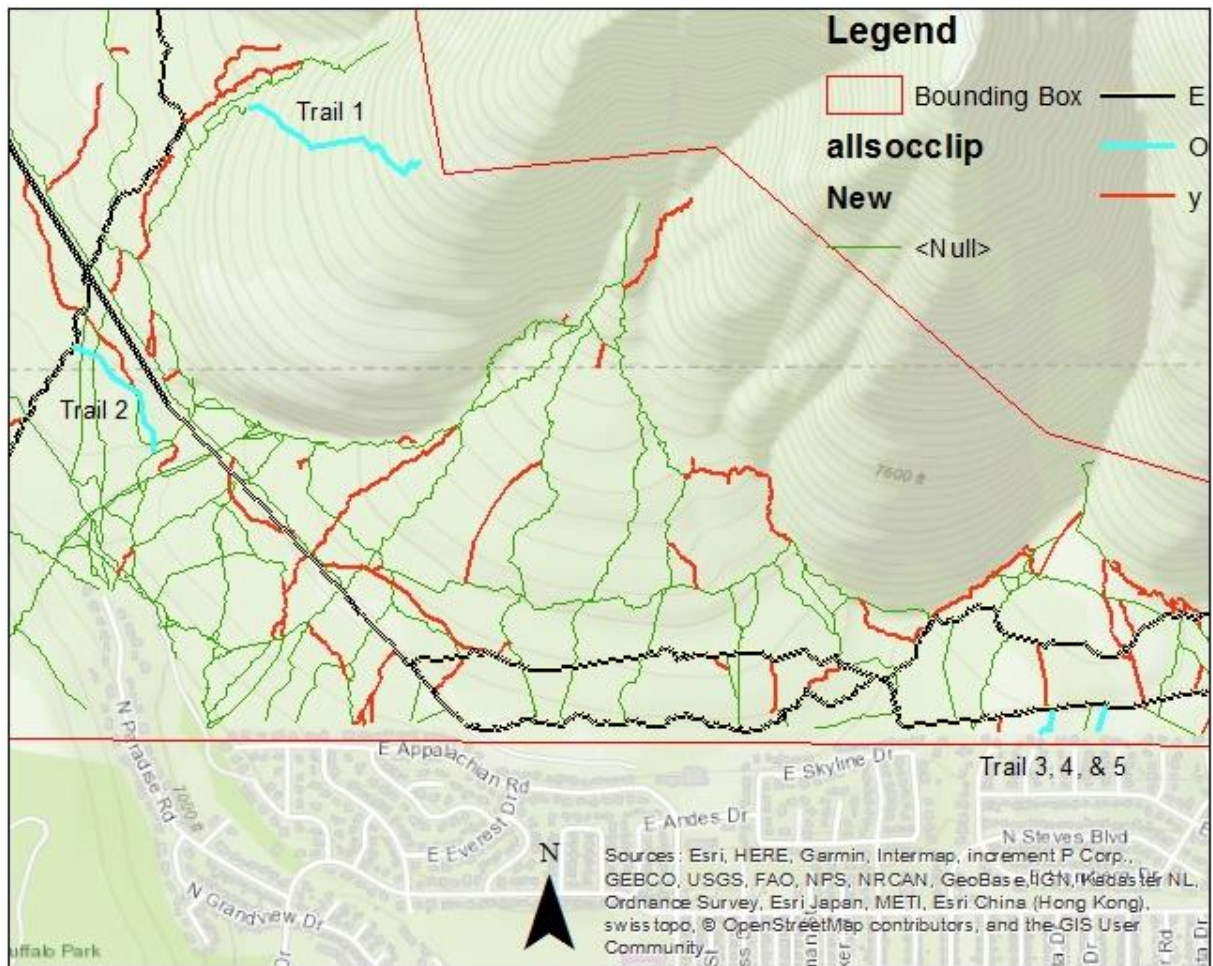 Legend
Bounding Box
E
allsocclip
O
New
y
<Null>
Trail 1
Trail 2
7600 ft
N Paradise Rd
7000 ft
E Appalachian Rd
E Skyline Dr
Trail 3, 4, & 5
E Andes Dr
E Everest Dr
N Steves Blvd
N Grandview Dr
Dr
uffalo Park
N
Sources: Esri, HERE, Garmin, Intermap, increment P Corp.,
GEBCO, USGS, FAO, NPS, NRCAN, GeoBase, IGN, Kadaster NL,
Ordnance Survey, Esri Japan, METI, Esri China (Hong Kong),
swisstopo, © OpenStreetMap contributors, and the GIS User
Community
Dr
Rd